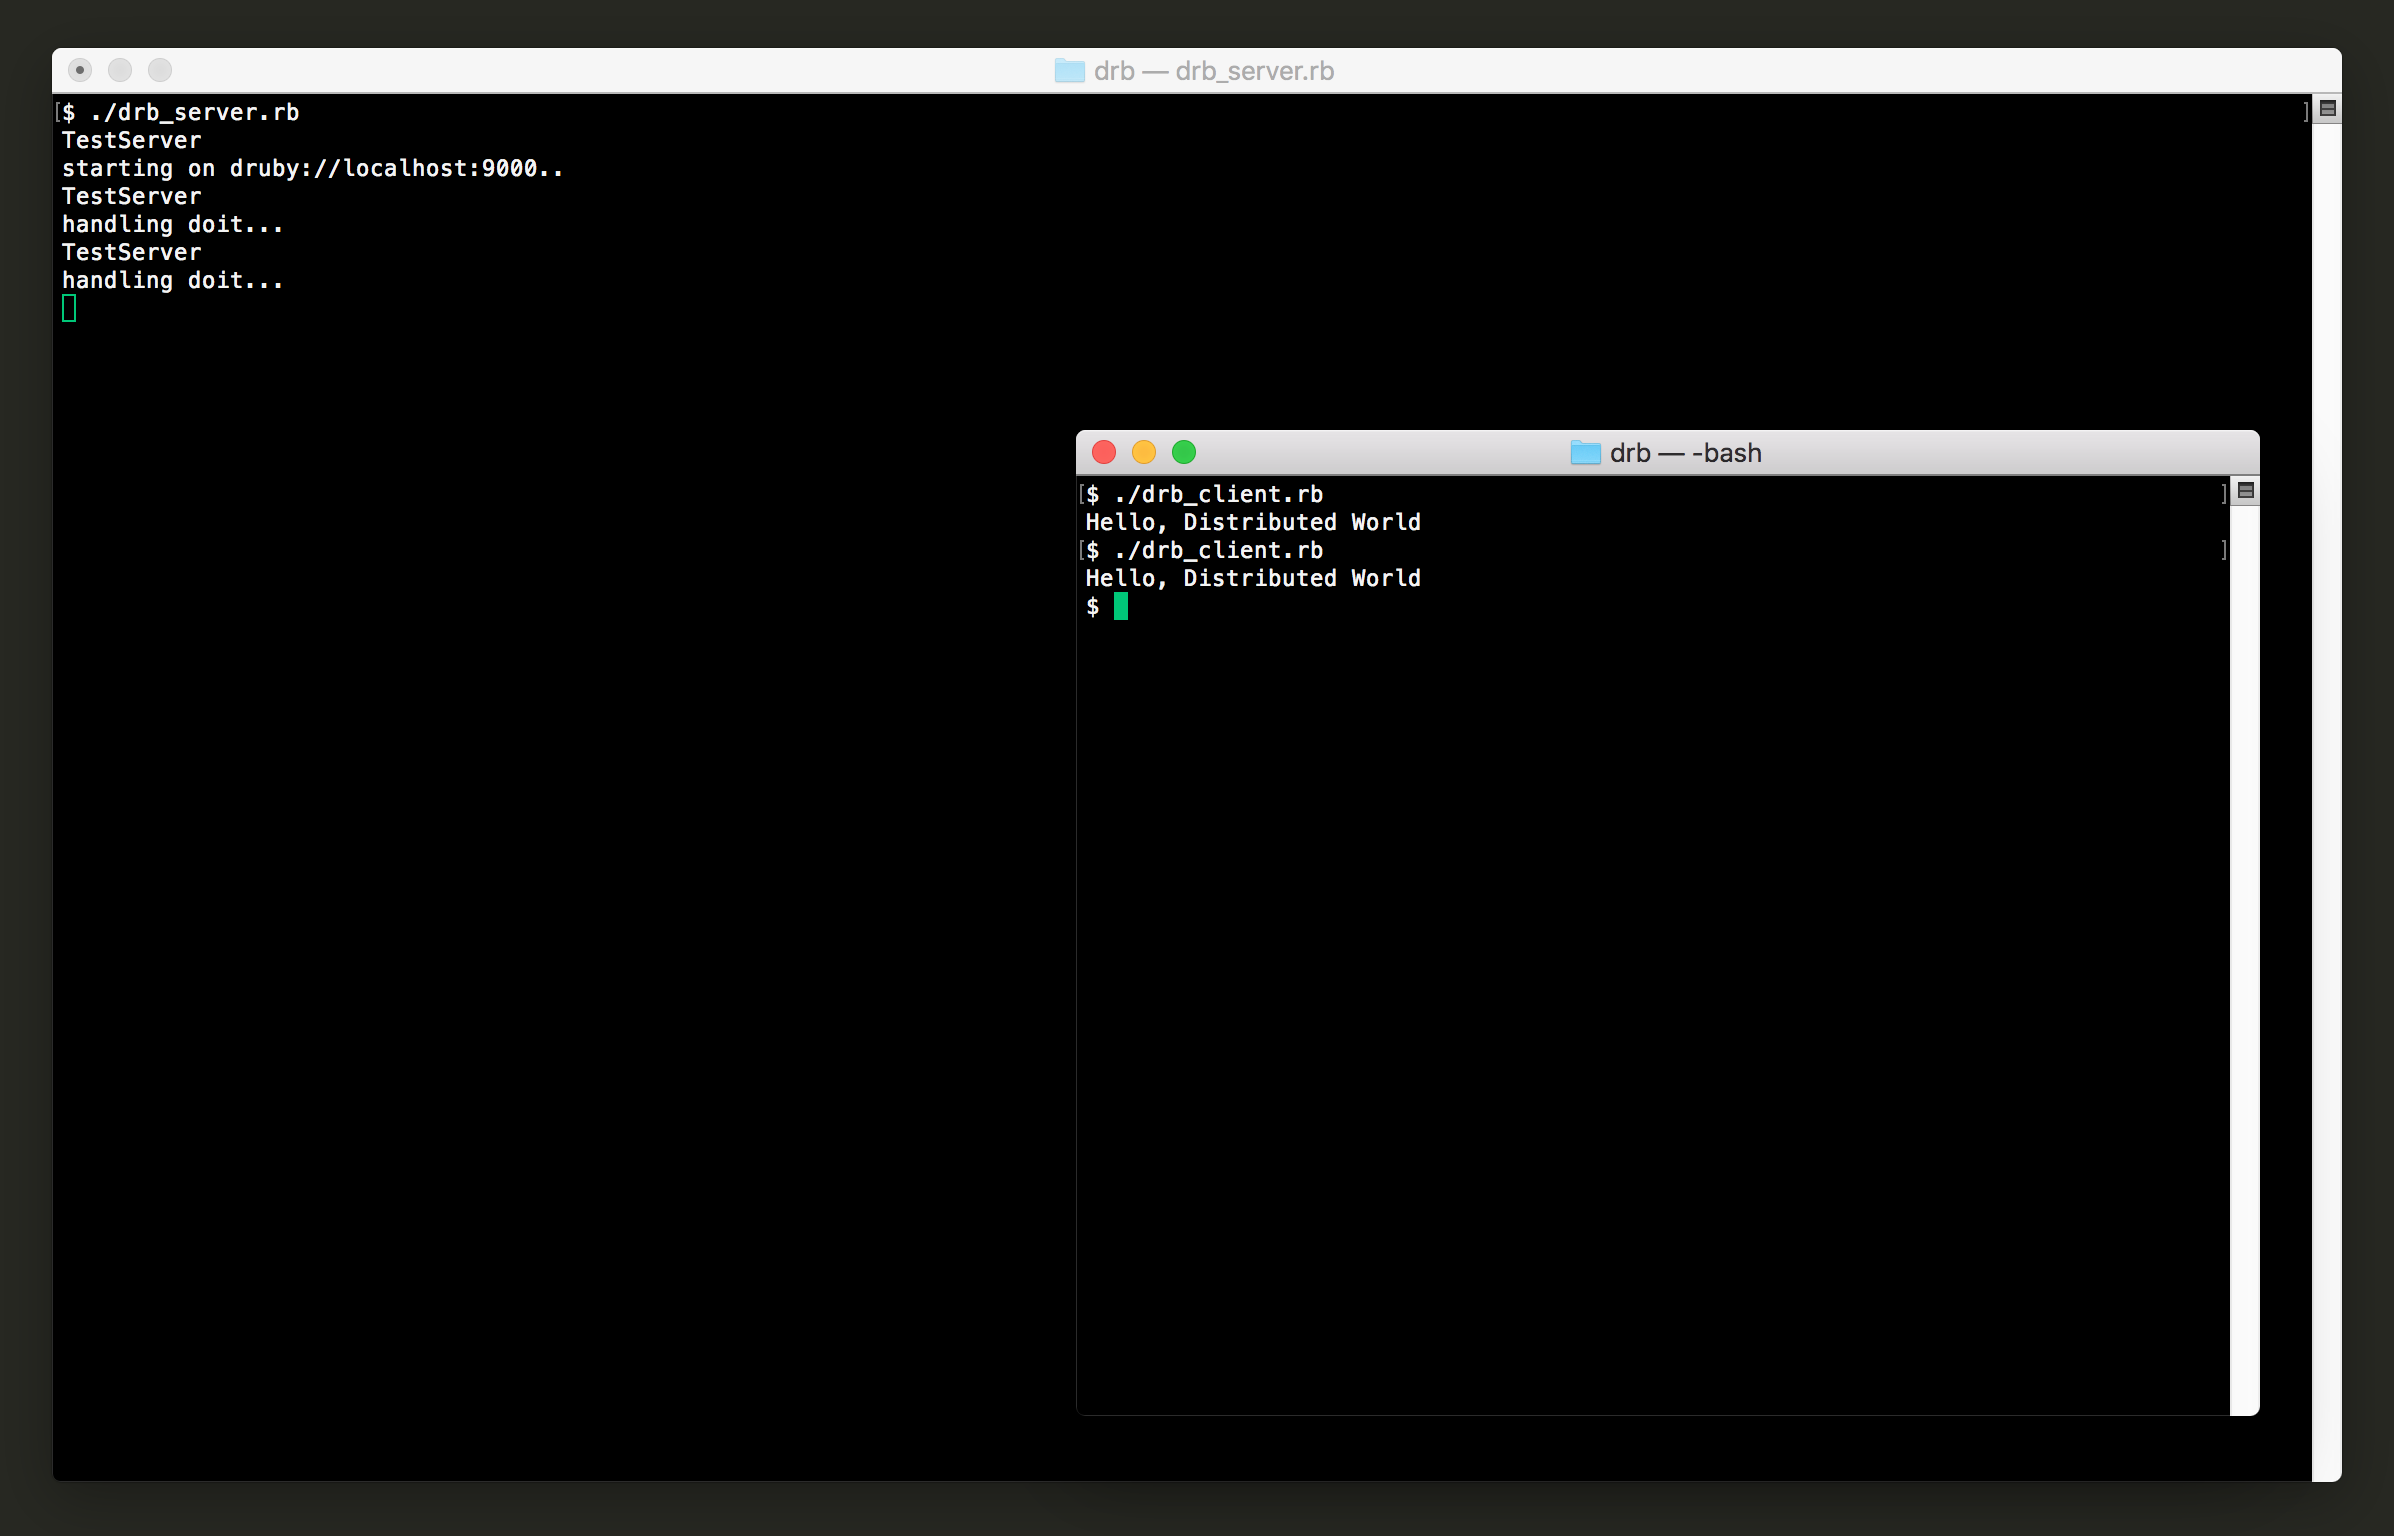 drb — drb_server.rb
[$ ./drb_server.rb ]
TestServer
starting on druby://localhost:9000..
TestServer
handling doit...
TestServer
handling doit...
drb — -bash
[$ ./drb_client.rb ]
Hello, Distributed World
[$ ./drb_client.rb ]
Hello, Distributed World
$